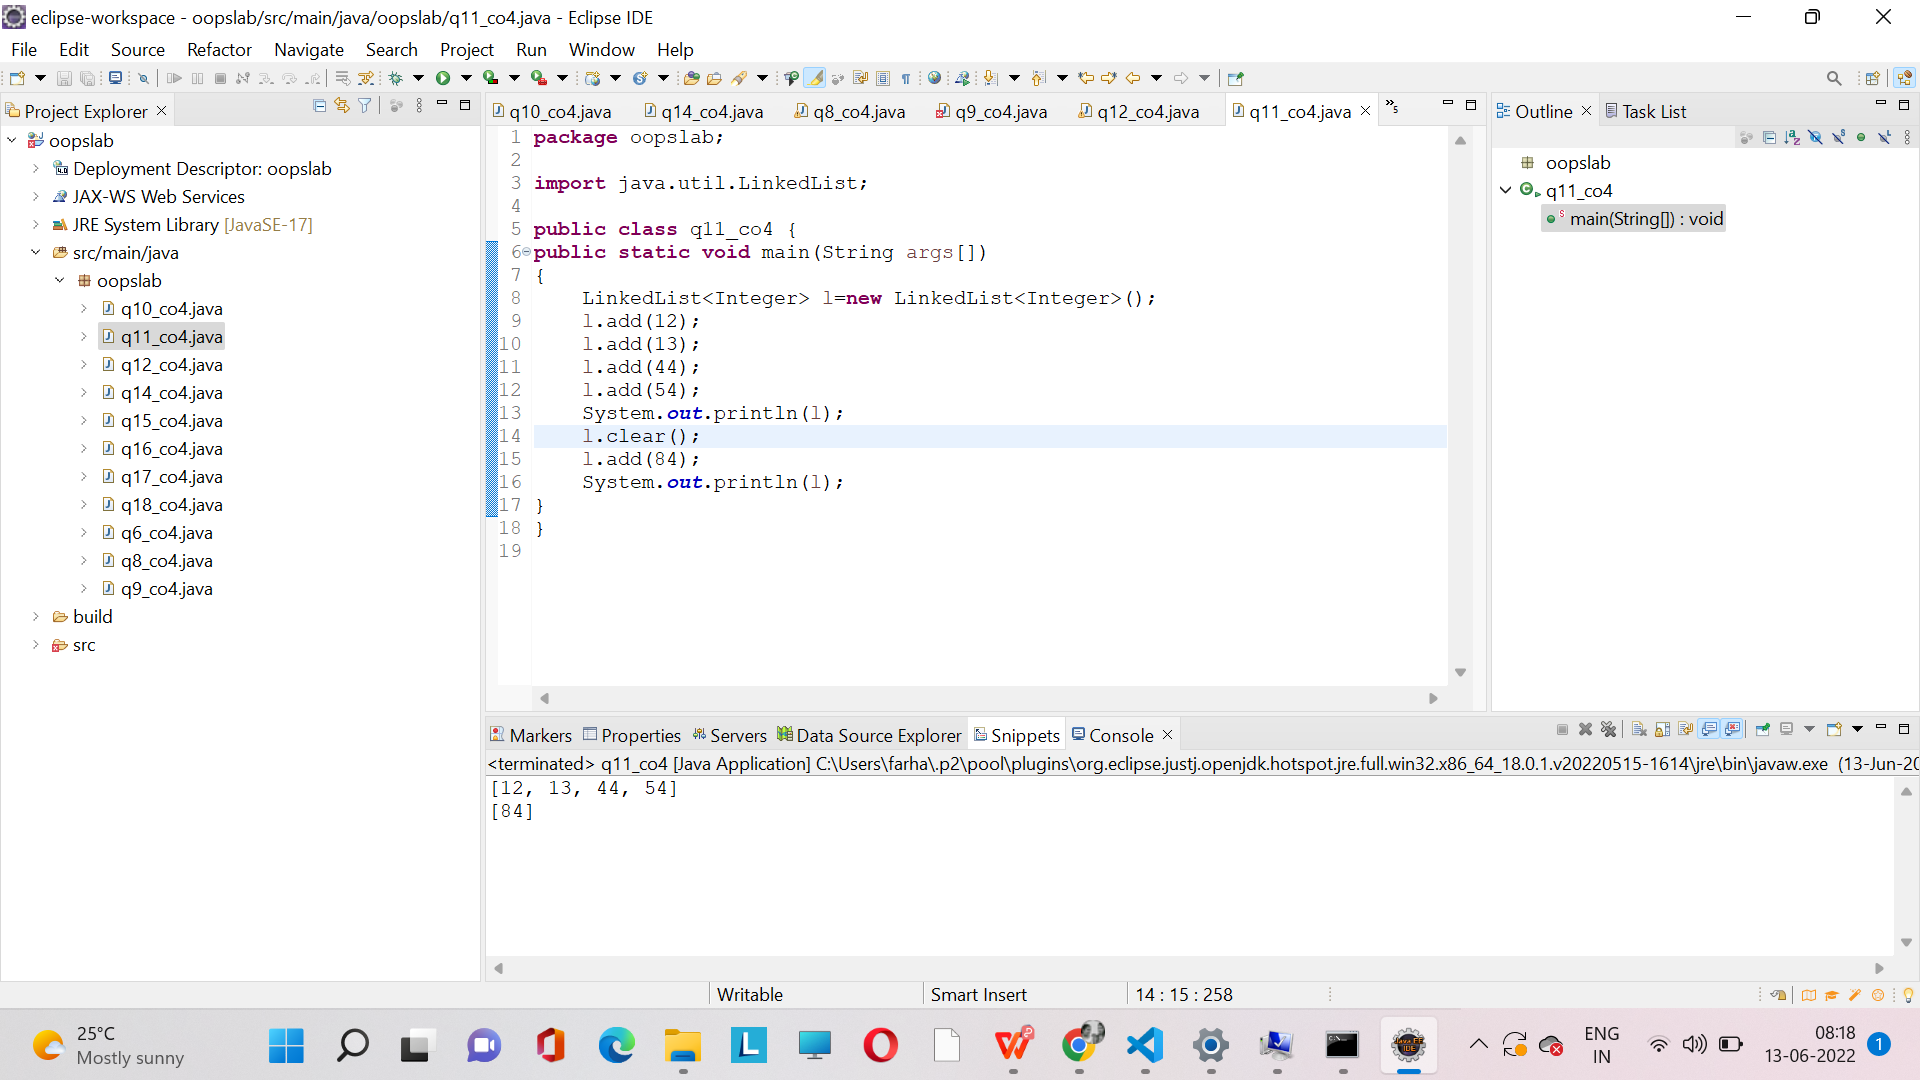 eclipse-workspace - oopslab/src/main/java/oopslab/q11_co4.java - Eclipse IDE
File Edit Source Refactor Navigate Search Project Run Window Help
Project Explorer
oopslab
Deployment Descriptor: oopslab
JAX-WS Web Services
JRE System Library [JavaSE-17]
src/main/java
oopslab
q10_co4.java
q11_co4.java
q12_co4.java
q14_co4.java
q15_co4.java
q16_co4.java
q17_co4.java
q18_co4.java
q6_co4.java
q8_co4.java
q9_co4.java
build
src
q10_co4.java q14_co4.java q8_co4.java q9_co4.java q12_co4.java q11_co4.java »5
1 package oopslab;
2
3 import java.util.LinkedList;
4
5 public class q11_co4 {
6 public static void main(String args[])
7 {
8 LinkedList<Integer> l=new LinkedList<Integer>();
9 l.add(12);
10 l.add(13);
11 l.add(44);
12 l.add(54);
13 System.out.println(l);
14 l.clear();
15 l.add(84);
16 System.out.println(l);
17 }
18 }
19
Outline Task List
oopslab
q11_co4
main(String[]) : void
Markers Properties Servers Data Source Explorer Snippets Console
<terminated> q11_co4 [Java Application] C:\Users\farha\.p2\pool\plugins\org.eclipse.justj.openjdk.hotspot.jre.full.win32.x86_64_18.0.1.v20220515-1614\jre\bin\javaw.exe (13-Jun-20
[12, 13, 44, 54]
[84]
Writable Smart Insert 14 : 15 : 258
25°C
Mostly sunny
ENG
IN
08:18
13-06-2022
1